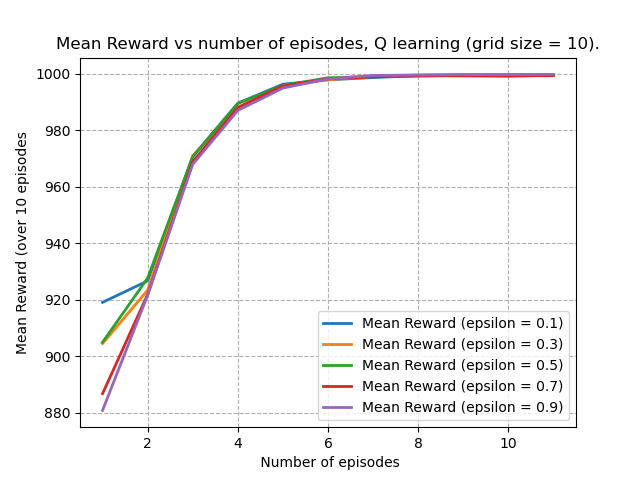 Mean Reward vs number of episodes, Q learning (grid size = 10).
Mean Reward (over 10 episodes
1000
980
960
940
920
900
880
Mean Reward (epsilon = 0.1)
Mean Reward (epsilon = 0.3)
Mean Reward (epsilon = 0.5)
Mean Reward (epsilon = 0.7)
Mean Reward (epsilon = 0.9)
2 4 6 8 10
Number of episodes